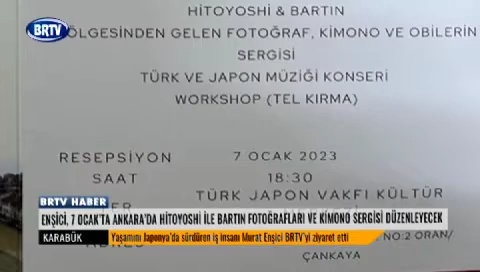 BRTV
HİTOYOSHİ & BARTIN
BÖLGESİNDEN GELEN FOTOĞRAF, KİMONO VE OBİLERİN
SERGİSİ
TÜRK VE JAPON MÜZİĞİ KONSERİ
WORKSHOP (TEL KIRMA)
RESEPSİYON 7 OCAK 2023
SAAT 18:30
TÜRK JAPON VAKFI KÜLTÜR
BRTV HABER
ENŞİCİ, 7 OCAK'TA ANKARA'DA HİTOYOSHİ İLE BARTIN FOTOĞRAFLARI VE KİMONO SERGİSİ DÜZENLEYECEK
KARABÜK Yaşamını Japonya'da sürdüren iş insanı Murat Enşici BRTV'yi ziyaret etti
NO:2 ORAN/
ÇANKAYA